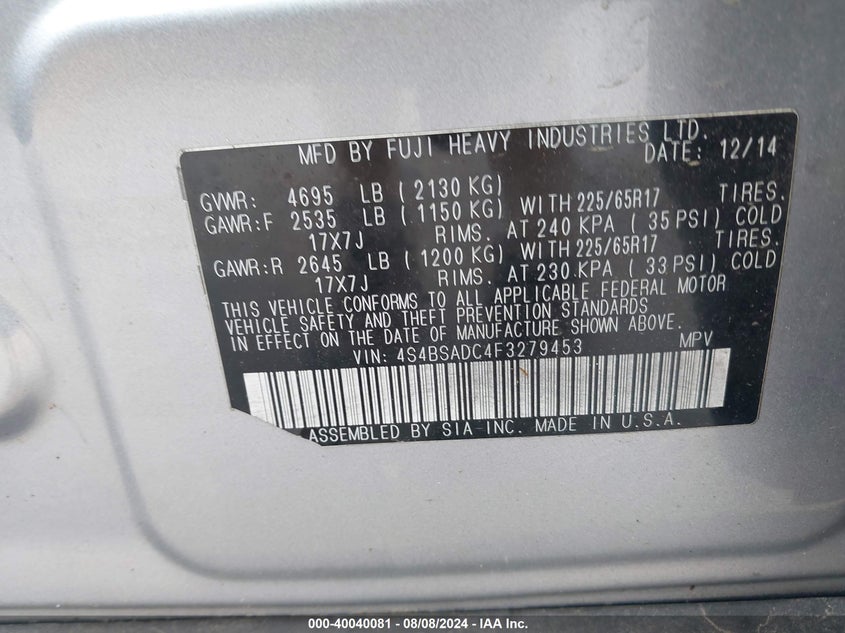 MFD BY FUJI HEAVY INDUSTRIES LTD.
DATE: 12/14
GVWR: 4695 LB (2130 KG)
GAWR:F 2535 LB (1150 KG) WITH 225/65R17 TIRES.
17X7J RIMS. AT 240 KPA (35 PSI) COLD
GAWR:R 2645 LB (1200 KG) WITH 225/65R17 TIRES.
17X7J RIMS. AT 230 KPA (33 PSI) COLD
THIS VEHICLE CONFORMS TO ALL APPLICABLE FEDERAL MOTOR
VEHICLE SAFETY AND THEFT PREVENTION STANDARDS
IN EFFECT ON THE DATE OF MANUFACTURE SHOWN ABOVE.
VIN: 4S4BSADC4F3279453 MPV
ASSEMBLED BY SIA-INC. MADE IN U.S.A.
000-40040081 - 08/08/2024 - IAA Inc.